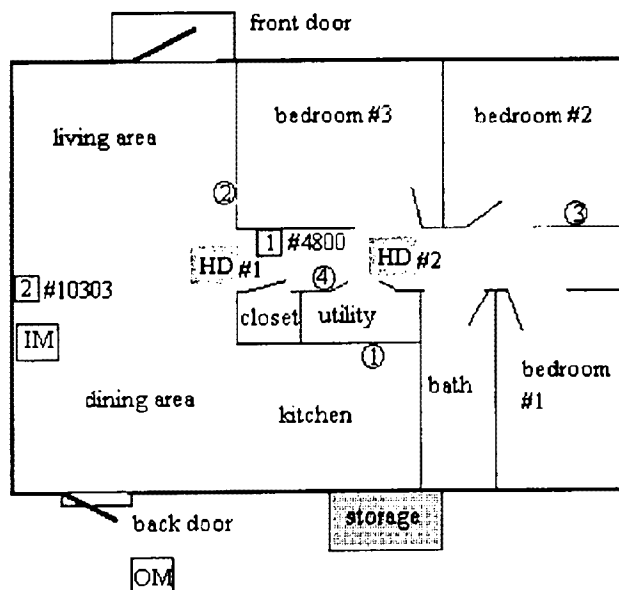 front door
bedroom #3
bedroom #2
living area
2
3
1 #4800
HD #1
HD #2
4
2 #10303
closet
utility
IM
1
bath
bedroom
#1
dining area
kitchen
back door
storage
OM